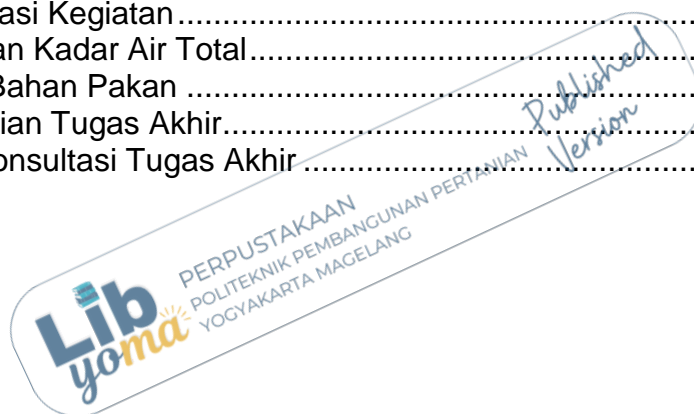 asi Kegiatan..........................................................................
an Kadar Air Total..................................................................
Bahan Pakan ..........................................................................
ian Tugas Akhir......................................................................
onsultasi Tugas Akhir ............................................................
Published
Version
Lib
yoma
PERPUSTAKAAN
POLITEKNIK PEMBANGUNAN PERTANIAN
YOGYAKARTA MAGELANG